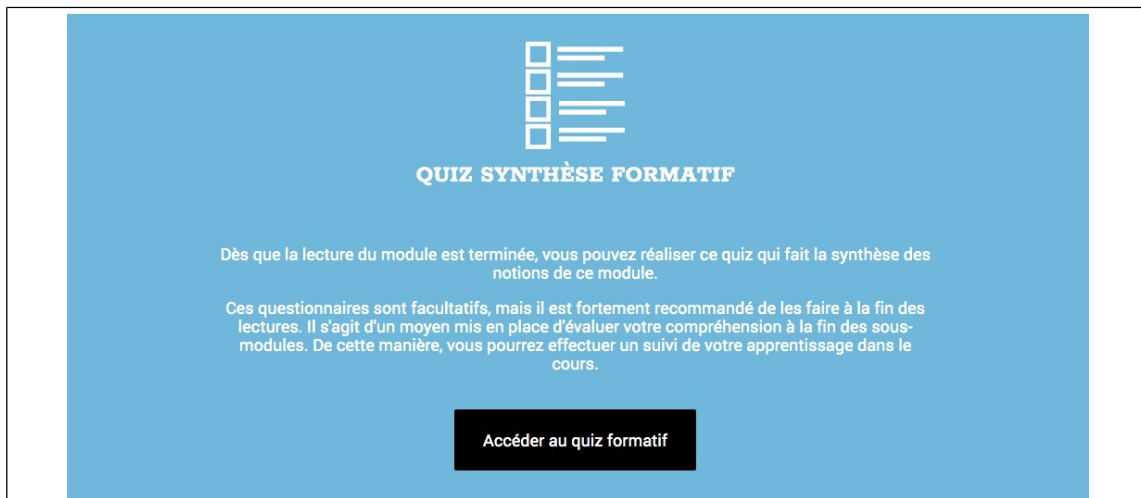 QUIZ SYNTHÈSE FORMATIF
Dès que la lecture du module est terminée, vous pouvez réaliser ce quiz qui fait la synthèse des
notions de ce module.
Ces questionnaires sont facultatifs, mais il est fortement recommandé de les faire à la fin des
lectures. Il s'agit d'un moyen mis en place d'évaluer votre compréhension à la fin des sous-
modules. De cette manière, vous pourrez effectuer un suivi de votre apprentissage dans le
cours.
Accéder au quiz formatif